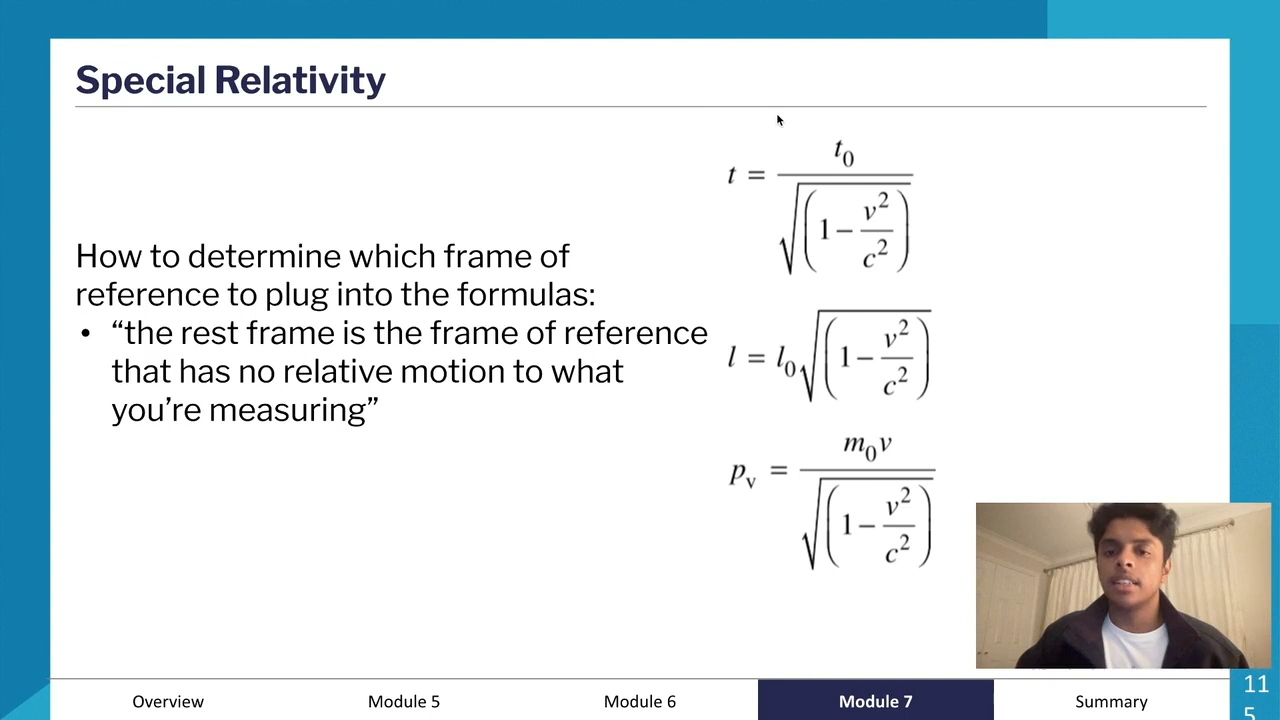 Special Relativity
How to determine which frame of
reference to plug into the formulas:
• “the rest frame is the frame of reference
that has no relative motion to what
you’re measuring”
t = t₀ / √(1 − v²/c²)
l = l₀ √(1 − v²/c²)
pᵥ = m₀v / √(1 − v²/c²)
Overview Module 5 Module 6 Module 7 Summary
11
5